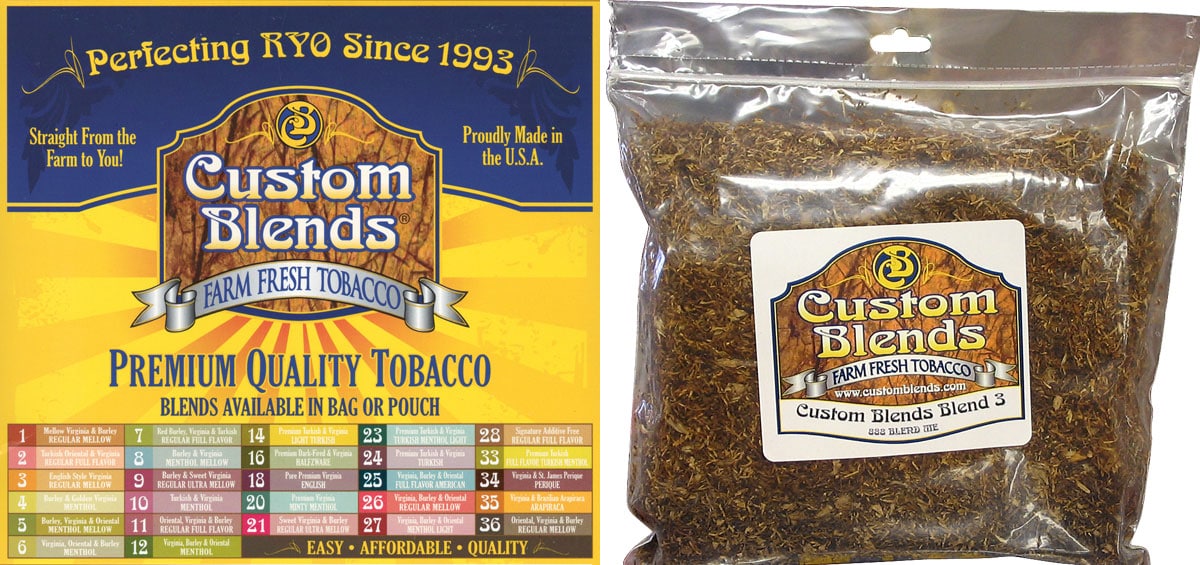 Perfecting RYO Since 1993
Straight From the
Farm to You!
Proudly Made in
the U.S.A.
B
Custom
Blends®
FARM FRESH TOBACCO
PREMIUM QUALITY TOBACCO
BLENDS AVAILABLE IN BAG OR POUCH
1 Mellow Virginia & Burley
REGULAR MELLOW
2 Turkish Oriental & Virginia
REGULAR FULL FLAVOR
3 English Style Virginia
REGULAR MELLOW
4 Burley & Golden Virginia
MENTHOL MELLOW
5 Burley, Virginia & Oriental
MENTHOL MELLOW
6 Virginia, Oriental & Burley
MENTHOL
7 Red Burley, Virginia & Turkish
REGULAR FULL FLAVOR
8 Burley & Virginia
MENTHOL MELLOW
9 Burley & Sweet Virginia
REGULAR ULTRA MELLOW
10 Turkish & Virginia
MENTHOL
11 Oriental, Virginia & Burley
REGULAR FULL FLAVOR
12 Virginia, Burley & Oriental
MENTHOL
14 Premium Turkish & Virginia
LIGHT TURKISH
16 Premium Dark-Fired & Virginia
HALFZWARE
18 Pure Premium Virginia
ENGLISH
20 Premium Virginia
MINTY MENTHOL
21 Sweet Virginia & Burley
REGULAR ULTRA MELLOW
23 Premium Turkish & Virginia
TURKISH MENTHOL LIGHT
24 Premium Turkish & Virginia
TURKISH
25 Virginia, Burley & Oriental
FULL FLAVOR AMERICAN
26 Virginia, Burley & Oriental
REGULAR MELLOW
27 Virginia, Burley & Oriental
MENTHOL LIGHT
28 Signature Additive Free
REGULAR FULL FLAVOR
33 Premium Turkish
FULL FLAVOR TURKISH MENTHOL
34 Virginia & St. James Perique
PERIQUE
35 Virginia & Brazilian Arapiraca
ARAPIRACA
36 Oriental, Virginia & Burley
REGULAR MELLOW
EASY • AFFORDABLE • QUALITY
B
Custom
Blends
FARM FRESH TOBACCO
www.customblends.com
Custom Blends Blend 3
888 BLEND ME